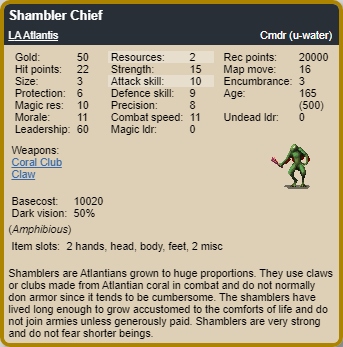 Shambler Chief
LA Atlantis Cmdr (u-water)
Gold: 50 Resources: 2 Rec points: 20000
Hit points: 22 Strength: 15 Map move: 16
Size: 3 Attack skill: 10 Encumbrance: 3
Protection: 6 Defence skill: 9 Age: 165
Magic res: 10 Precision: 8 (500)
Morale: 11 Combat speed: 11 Undead ldr: 0
Leadership: 60 Magic ldr: 0
Weapons:
Coral Club
Claw
Basecost: 10020
Dark vision: 50%
(Amphibious)
Item slots: 2 hands, head, body, feet, 2 misc
Shamblers are Atlantians grown to huge proportions. They use claws
or clubs made from Atlantian coral in combat and do not normally
don armor since it tends to be cumbersome. The shamblers have
lived long enough to grow accustomed to the comforts of life and do
not join armies unless generously paid. Shamblers are very strong
and do not fear shorter beings.